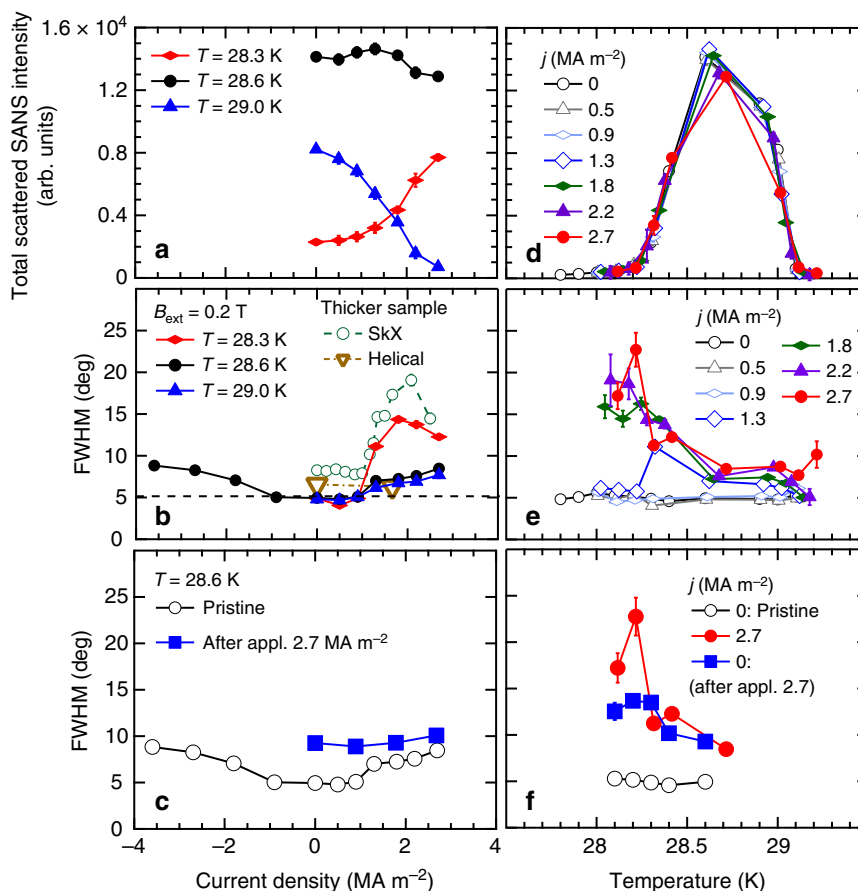 Total scattered SANS intensity
(arb. units)
1.6 × 10⁴
1.2
0.8
0.4
0
T = 28.3 K
T = 28.6 K
T = 29.0 K
a
j (MA m⁻²)
0
0.5
0.9
1.3
1.8
2.2
2.7
d
FWHM (deg)
25
20
15
10
5
0
B_ext = 0.2 T
T = 28.3 K
T = 28.6 K
T = 29.0 K
Thicker sample
SkX
Helical
b
j (MA m⁻²)
0
0.5
0.9
1.3
1.8
2.2
2.7
e
FWHM (deg)
25
20
15
10
5
0
T = 28.6 K
Pristine
After appl. 2.7 MA m⁻²
c
–4
–2
0
2
4
Current density (MA m⁻²)
j (MA m⁻²)
0: Pristine
2.7
0:
(after appl. 2.7)
f
28
28.5
29
Temperature (K)